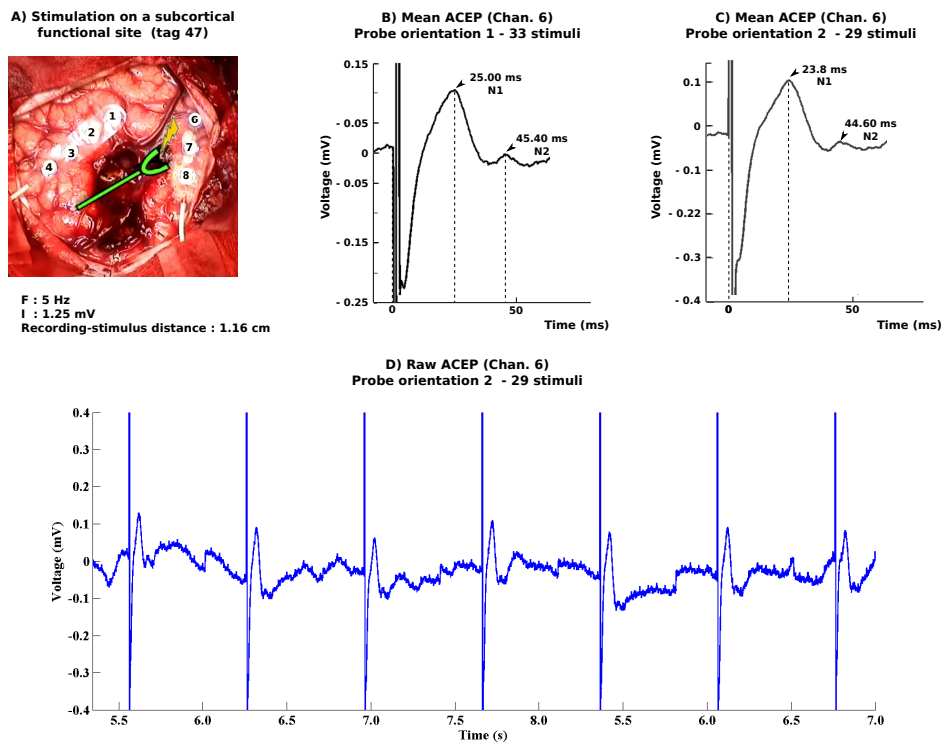 A) Stimulation on a subcortical
functional site (tag 47)
1
2
3
4
6
7
8
F : 5 Hz
I : 1.25 mV
Recording-stimulus distance : 1.16 cm
B) Mean ACEP (Chan. 6)
Probe orientation 1 - 33 stimuli
0.15
- 0.05
0
- 0.05
- 0.15
- 0.25
Voltage (mV)
25.00 ms
N1
45.40 ms
N2
0
50
Time (ms)
C) Mean ACEP (Chan. 6)
Probe orientation 2 - 29 stimuli
0.1
0
- 0.1
- 0.22
- 0.3
- 0.4
Voltage (mV)
23.8 ms
N1
44.60 ms
N2
0
50
Time (ms)
D) Raw ACEP (Chan. 6)
Probe orientation 2 - 29 stimuli
0.4
0.3
0.2
0.1
0
-0.1
-0.2
-0.3
-0.4
Voltage (mV)
5.5
6.0
6.5
7.0
7.5
8.0
5.5
6.0
6.5
7.0
Time (s)